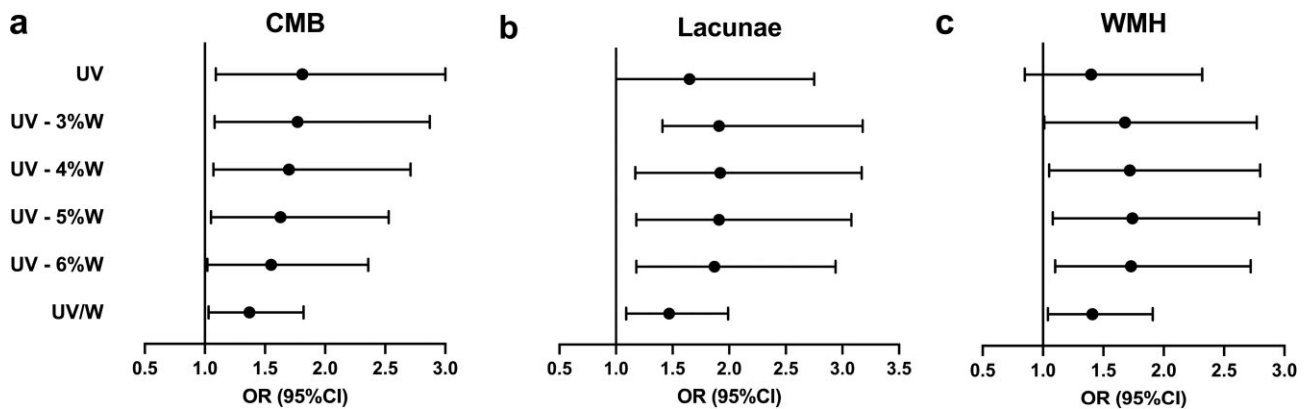 a CMB
UV
UV - 3%W
UV - 4%W
UV - 5%W
UV - 6%W
UV/W
0.5 1.0 1.5 2.0 2.5 3.0
OR (95%CI)
b Lacunae
0.5 1.0 1.5 2.0 2.5 3.0 3.5
OR (95%CI)
c WMH
0.5 1.0 1.5 2.0 2.5 3.0
OR (95%CI)